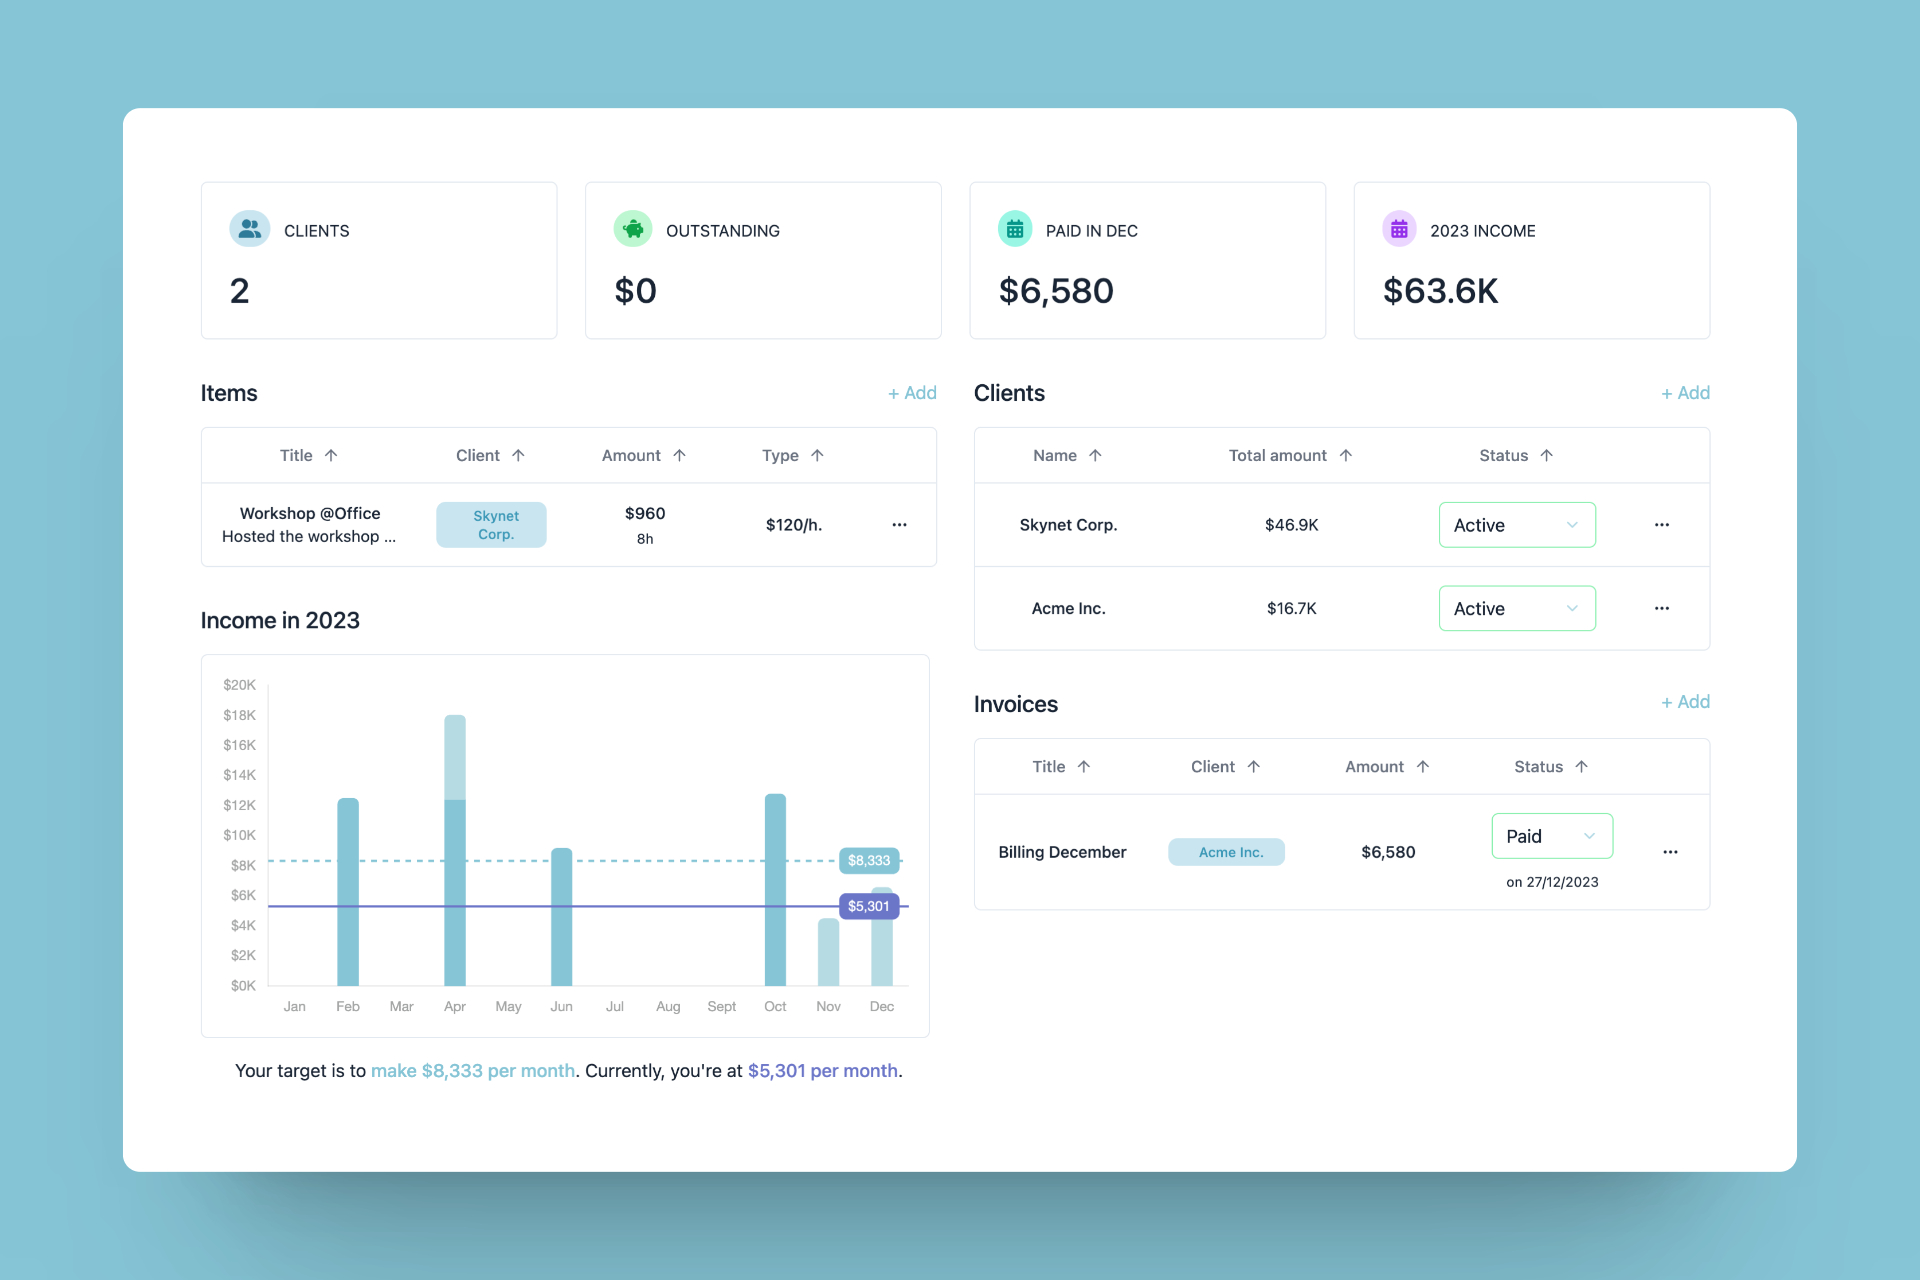 CLIENTS
2
OUTSTANDING
$0
PAID IN DEC
$6,580
2023 INCOME
$63.6K
Items
+ Add
Title Client Amount Type
Workshop @Office
Hosted the workshop ...
Skynet
Corp.
$960
8h
$120/h.
Income in 2023
$20K
$18K
$16K
$14K
$12K
$10K
$8K
$6K
$4K
$2K
$0K
$8,333
$5,301
Jan Feb Mar Apr May Jun Jul Aug Sept Oct Nov Dec
Your target is to make $8,333 per month. Currently, you're at $5,301 per month.
Clients
+ Add
Name Total amount Status
Skynet Corp. $46.9K Active
Acme Inc. $16.7K Active
Invoices
+ Add
Title Client Amount Status
Billing December Acme Inc. $6,580 Paid
on 27/12/2023